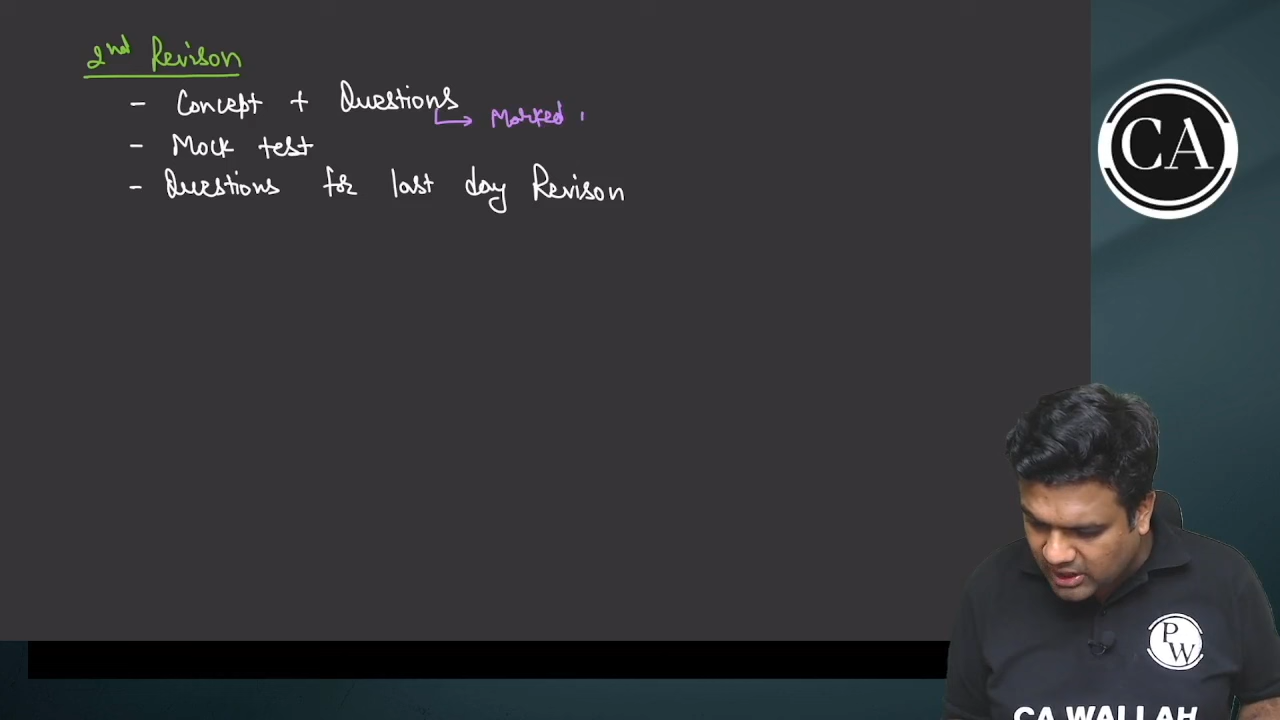 2nd Revison
- Concept + Questions
→ Marked
- Mock test
- Questions for last day Revison
CA
PW
CA WALLAH